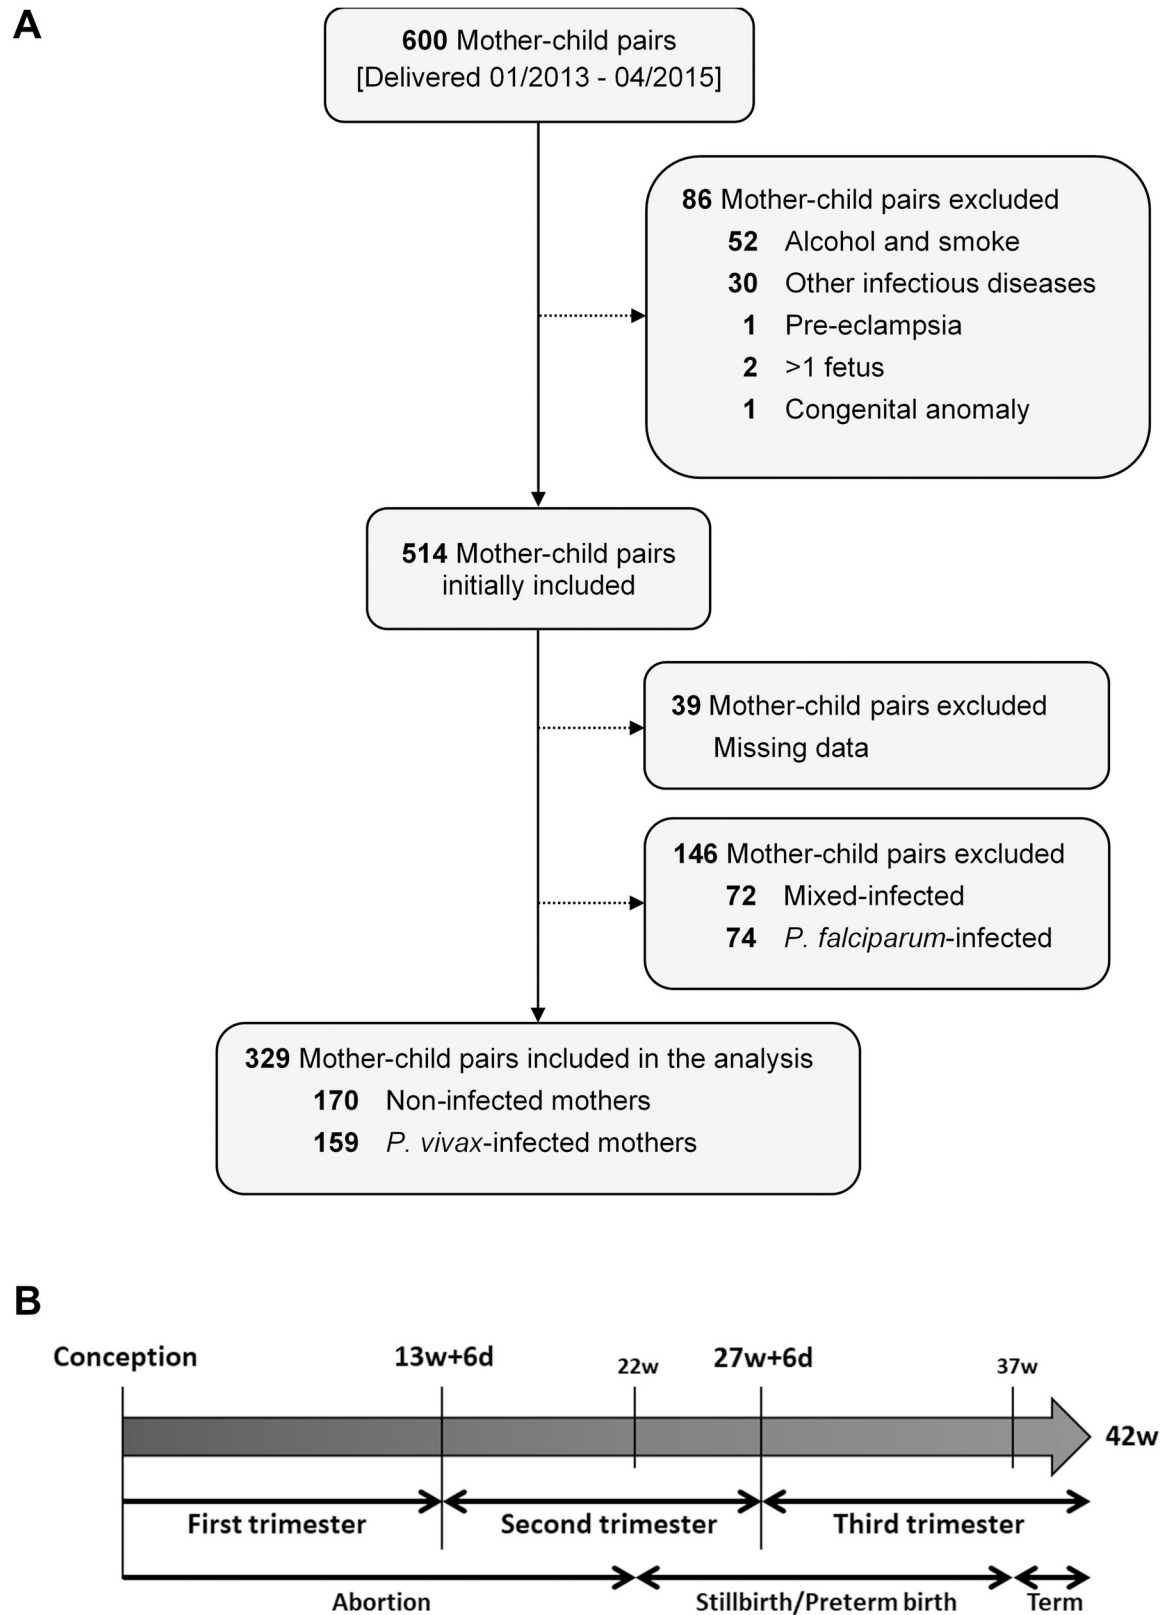 A
600 Mother-child pairs
[Delivered 01/2013 - 04/2015]
86 Mother-child pairs excluded
52 Alcohol and smoke
30 Other infectious diseases
1 Pre-eclampsia
2 >1 fetus
1 Congenital anomaly
514 Mother-child pairs
initially included
39 Mother-child pairs excluded
Missing data
146 Mother-child pairs excluded
72 Mixed-infected
74 P. falciparum-infected
329 Mother-child pairs included in the analysis
170 Non-infected mothers
159 P. vivax-infected mothers
B
Conception 13w+6d 22w 27w+6d 37w
42w
First trimester Second trimester Third trimester
Abortion Stillbirth/Preterm birth Term